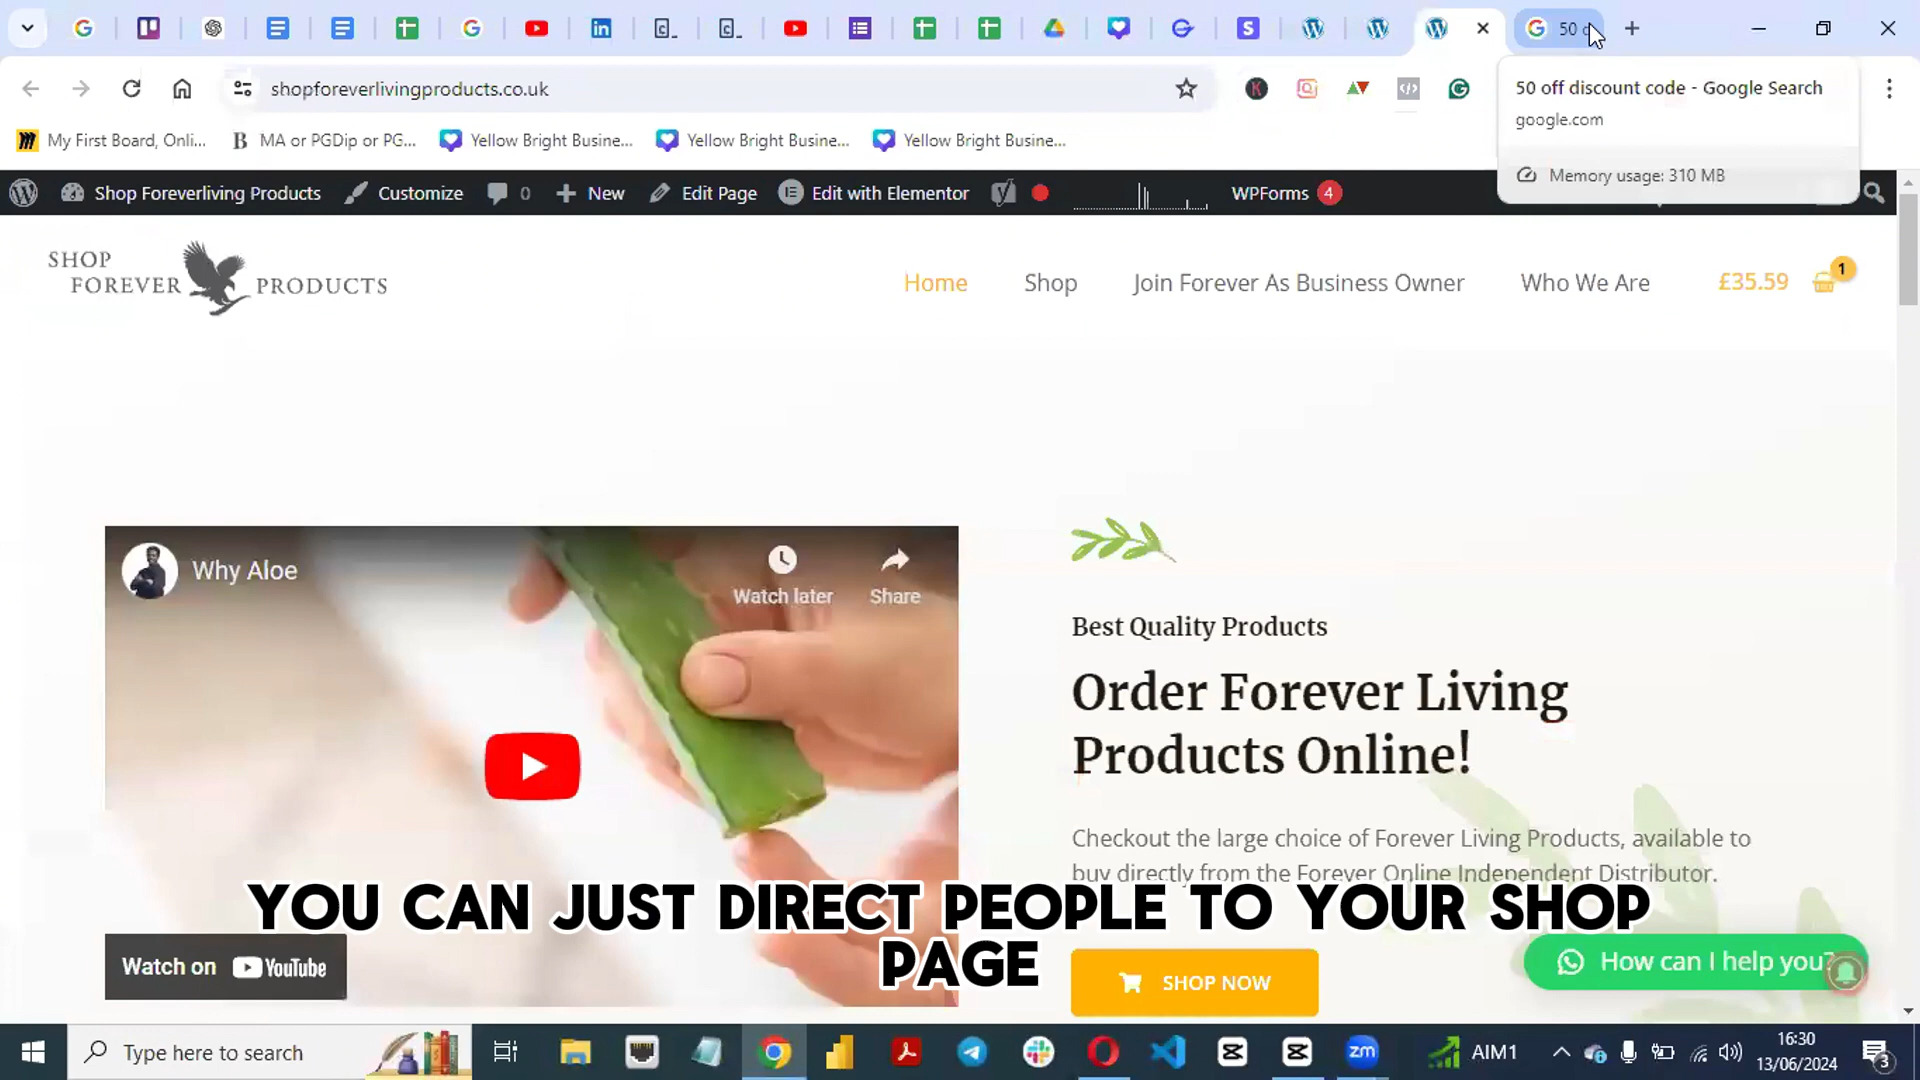 50
shopforeverlivingproducts.co.uk
50 off discount code - Google Search
google.com
Memory usage: 310 MB
My First Board, Onli...
MA or PGDip or PG...
Yellow Bright Busine...
Yellow Bright Busine...
Yellow Bright Busine...
Shop Foreverliving Products
Customize
0
New
Edit Page
Edit with Elementor
WPForms
4
SHOP
FOREVER
PRODUCTS
Home
Shop
Join Forever As Business Owner
Who We Are
£35.59
1
Why Aloe
Watch later
Share
Best Quality Products
Order Forever Living
Products Online!
Checkout the large choice of Forever Living Products, available to
buy directly from the Forever Online Independent Distributor.
YOU CAN JUST DIRECT PEOPLE TO YOUR SHOP
PAGE
Watch on YouTube
SHOP NOW
How can I help you?
Type here to search
zm
AIM1
16:30
13/06/2024
3